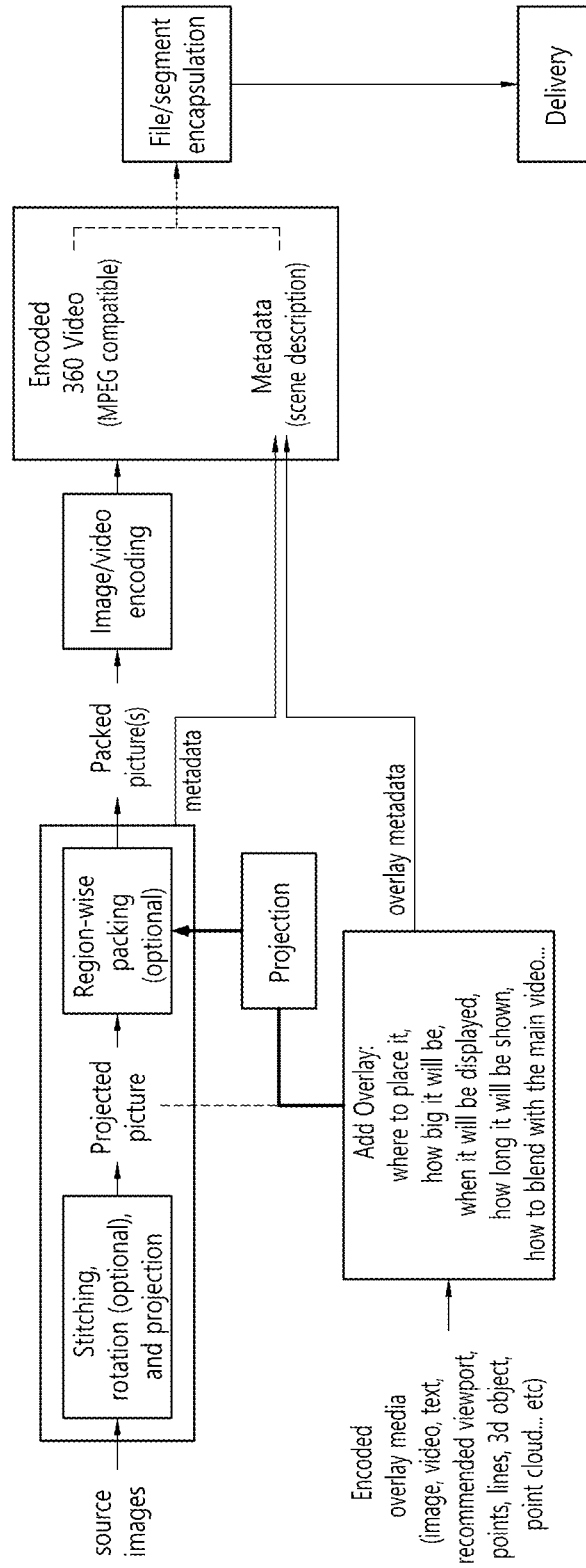 source
images
Stitching,
rotation (optional),
and projection
Projected
picture
Region-wise
packing
(optional)
Packed
picture(s)
Image/video
encoding
Encoded
360 Video
(MPEG compatible)
Metadata
(scene description)
File/segment
encapsulation
Delivery
metadata
Projection
overlay metadata
Encoded
overlay media
(image, video, text,
recommended viewport,
points, lines, 3d object,
point cloud... etc)
Add Overlay:
where to place it,
how big it will be,
when it will be displayed,
how long it will be shown,
how to blend with the main video...